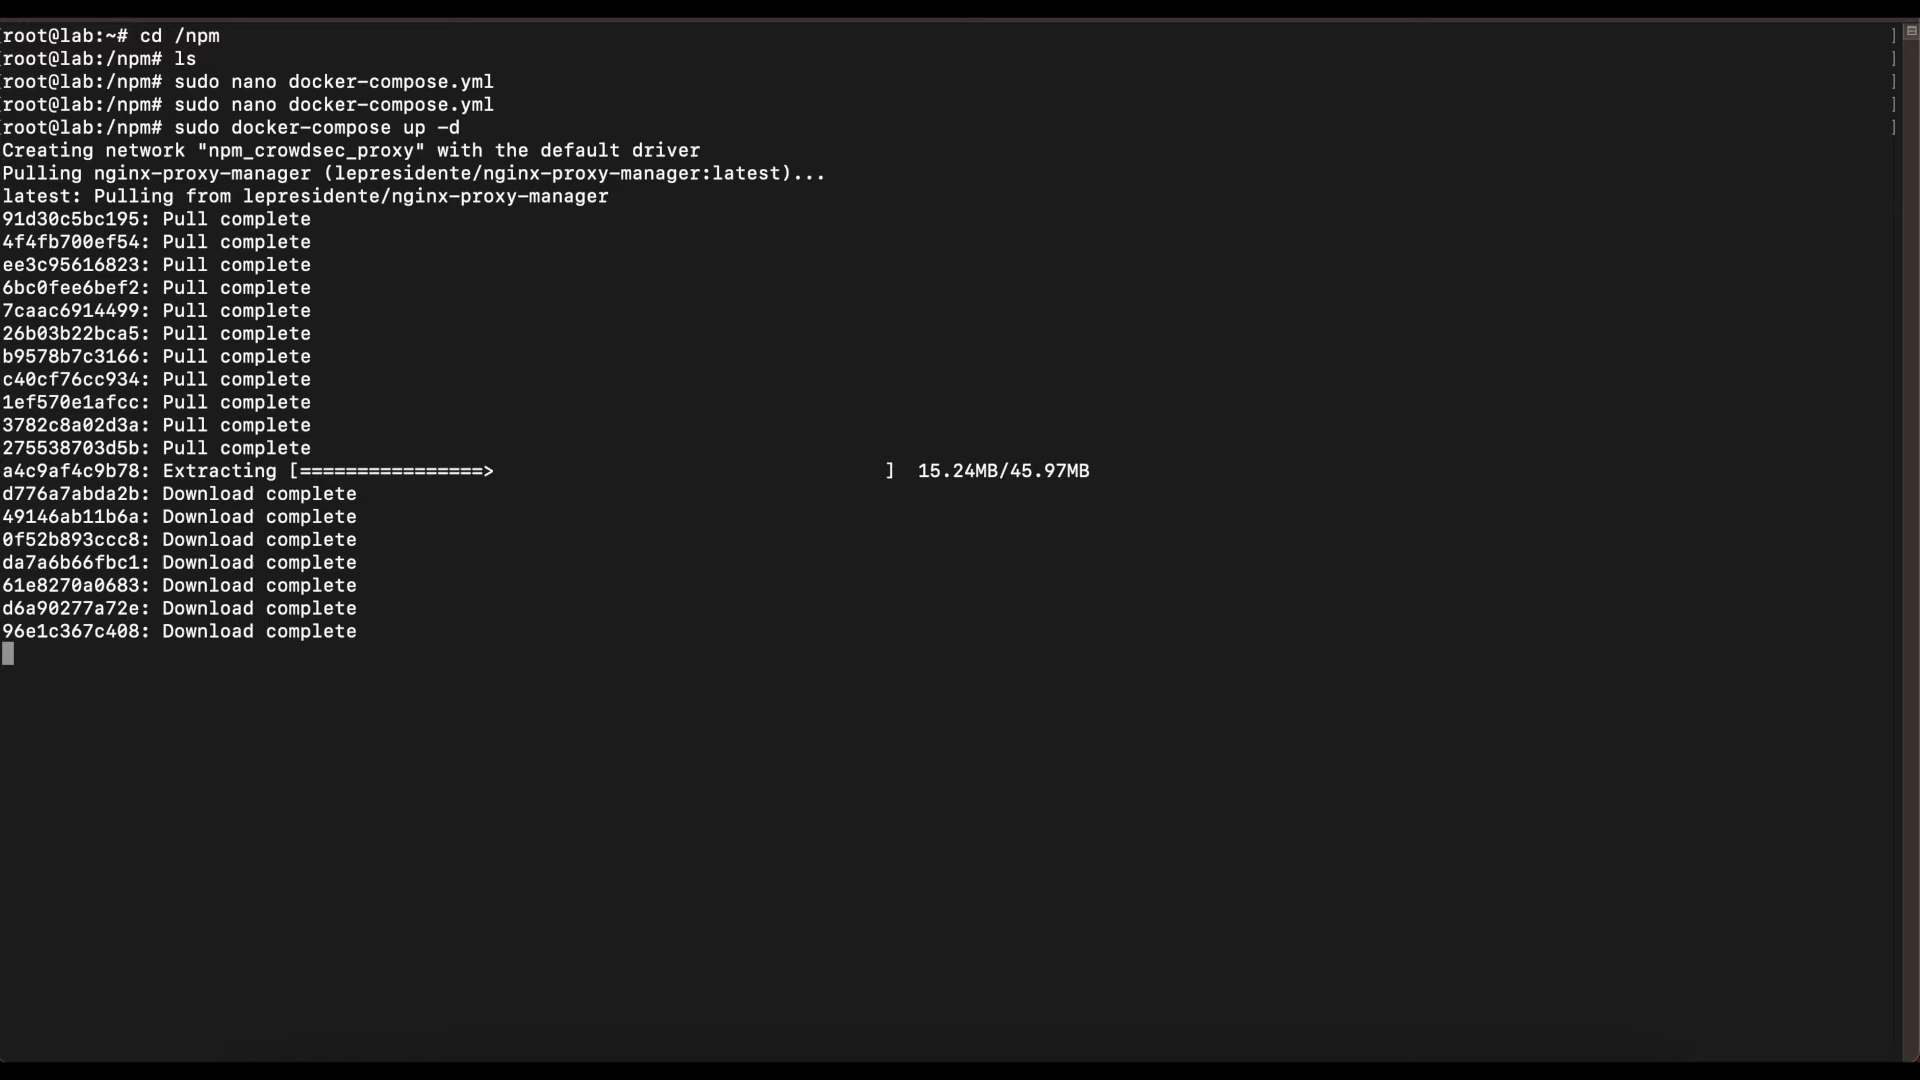 [root@lab:~# cd /npm ]
[root@lab:/npm# ls ]
[root@lab:/npm# sudo nano docker-compose.yml ]
[root@lab:/npm# sudo nano docker-compose.yml ]
[root@lab:/npm# sudo docker-compose up -d ]
Creating network "npm_crowdsec_proxy" with the default driver
Pulling nginx-proxy-manager (lepresidente/nginx-proxy-manager:latest)...
latest: Pulling from lepresidente/nginx-proxy-manager
91d30c5bc195: Pull complete
4f4fb700ef54: Pull complete
ee3c95616823: Pull complete
6bc0fee6bef2: Pull complete
7caac6914499: Pull complete
26b03b22bca5: Pull complete
b9578b7c3166: Pull complete
c40cf76cc934: Pull complete
1ef570e1afcc: Pull complete
3782c8a02d3a: Pull complete
275538703d5b: Pull complete
a4c9af4c9b78: Extracting [================>                                  ]  15.24MB/45.97MB
d776a7abda2b: Download complete
49146ab11b6a: Download complete
0f52b893ccc8: Download complete
da7a6b66fbc1: Download complete
61e8270a0683: Download complete
d6a90277a72e: Download complete
96e1c367c408: Download complete